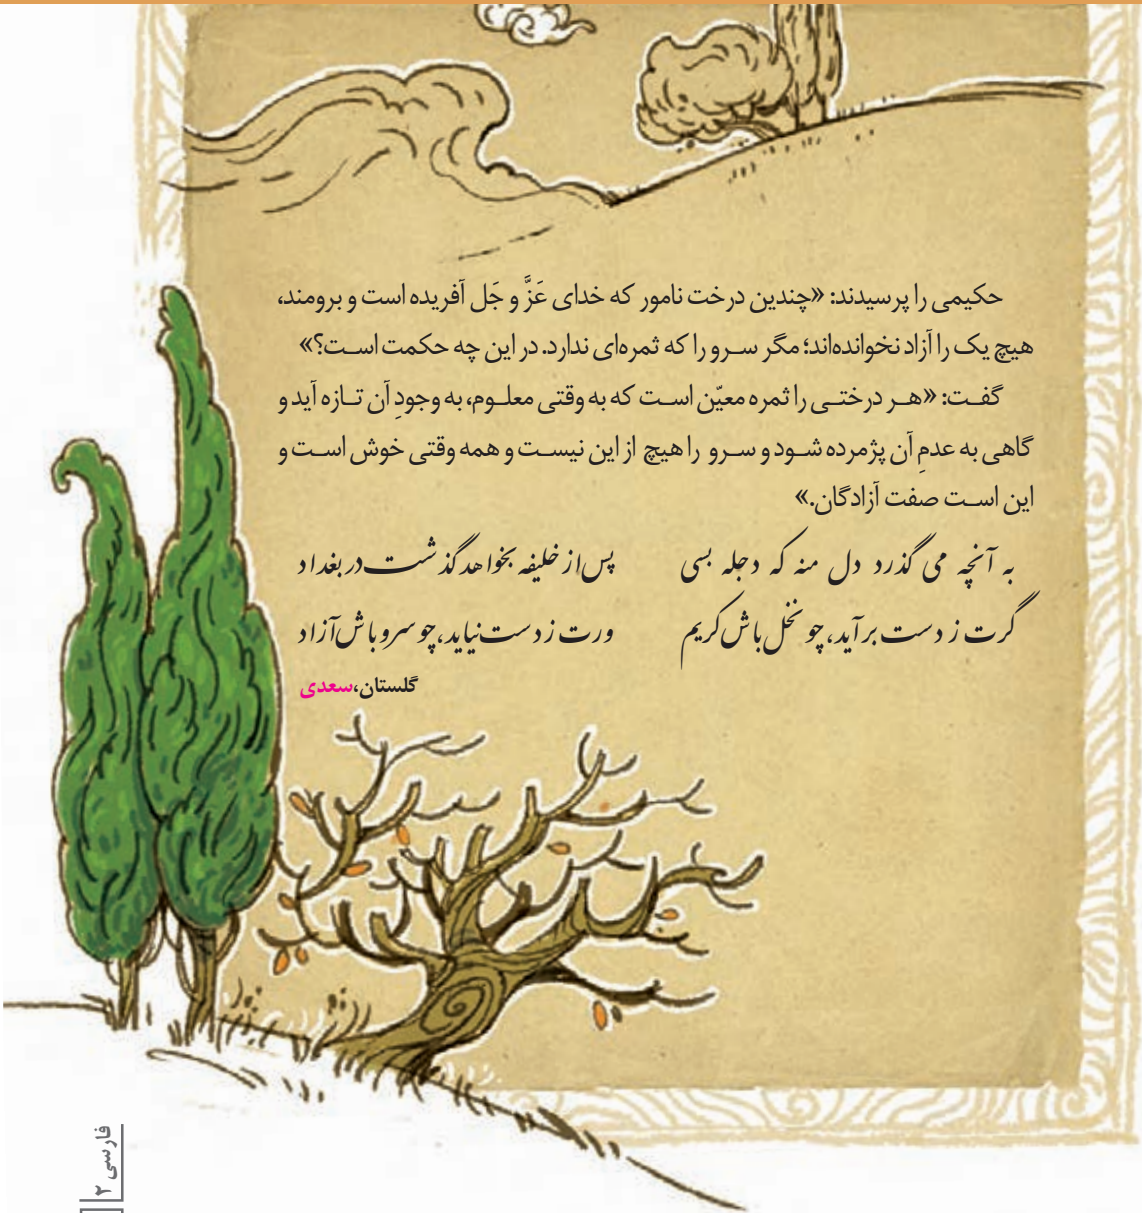 حکیمی را پرسیدند: «چندین درخت نامور که خدای عَزَّ و جَل آفریده است و برومند،
هیچ یک را آزاد نخوانده‌اند؛ مگر سرو را که ثمره‌ای ندارد. در این چه حکمت است؟»
گفت: «هر درختی را ثمره معیّن است که به وقتی معلوم، به وجودِ آن تازه آید و
گاهی به عدمِ آن پژمرده شود و سرو را هیچ از این نیست و همه وقتی خوش است و
این است صفت آزادگان.»
به آنچه می گذرد دل منه که دجله بسی پس از خلیفه بخواهد گذشت در بغداد
گرت ز دست برآید، چو نخل باش کریم ورت ز دست نیاید، چو سرو باش آزاد
گلستان، سعدی
فارسی ۲